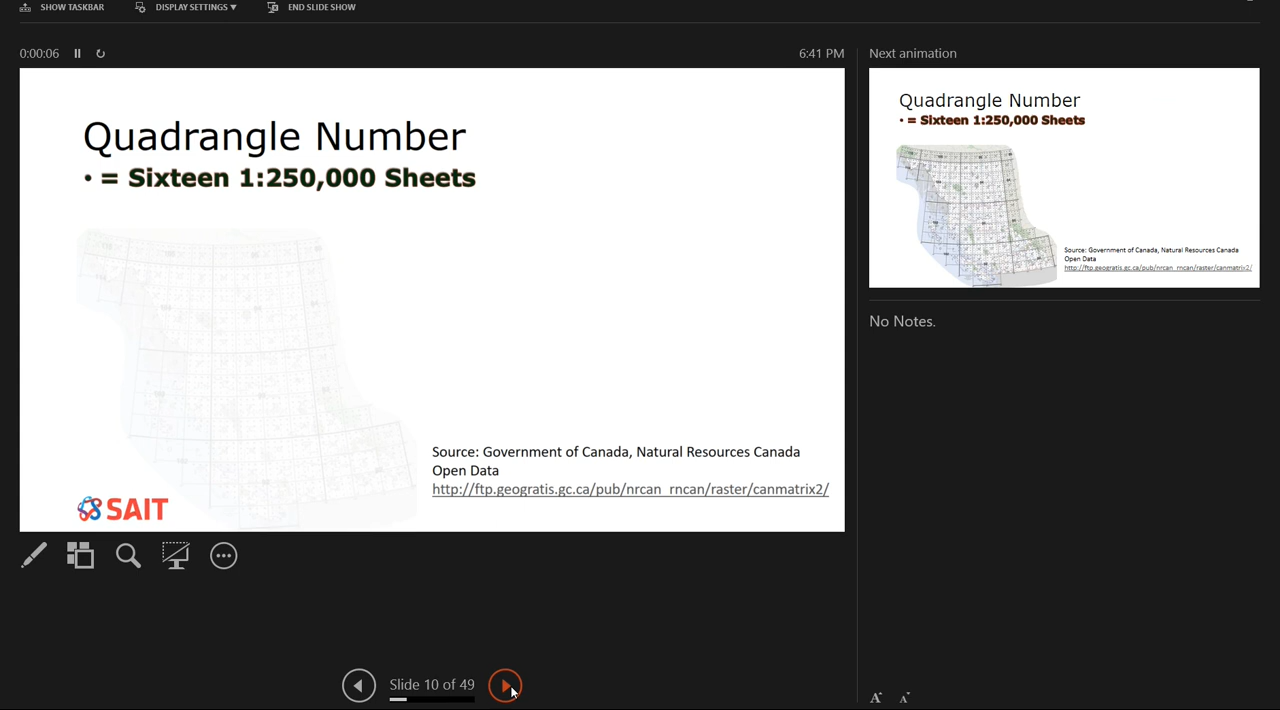 SHOW TASKBAR DISPLAY SETTINGS ▼ END SLIDE SHOW
0:00:06 6:41 PM
Quadrangle Number
• = Sixteen 1:250,000 Sheets
Source: Government of Canada, Natural Resources Canada
Open Data
http://ftp.geogratis.gc.ca/pub/nrcan_rncan/raster/canmatrix2/
SAIT
Slide 10 of 49
Next animation
Quadrangle Number
• = Sixteen 1:250,000 Sheets
Source: Government of Canada, Natural Resources Canada
Open Data
http://ftp.geogratis.gc.ca/pub/nrcan_rncan/raster/canmatrix2/
No Notes.
A A